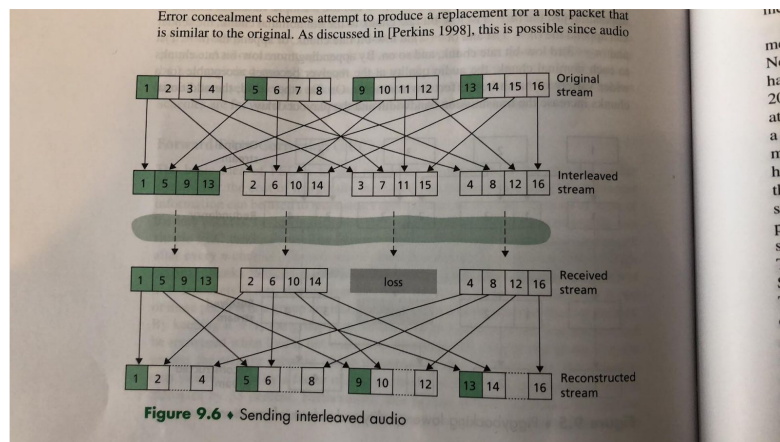 Error concealment schemes attempt to produce a replacement for a lost packet that
is similar to the original. As discussed in [Perkins 1998], this is possible since audio
1 2 3 4 5 6 7 8 9 10 11 12 13 14 15 16 Original
stream
1 5 9 13 2 6 10 14 3 7 11 15 4 8 12 16 Interleaved
stream
1 5 9 13 2 6 10 14 loss 4 8 12 16 Received
stream
1 2 4 5 6 8 9 10 12 13 14 16 Reconstructed
stream
Figure 9.6 ♦ Sending interleaved audio